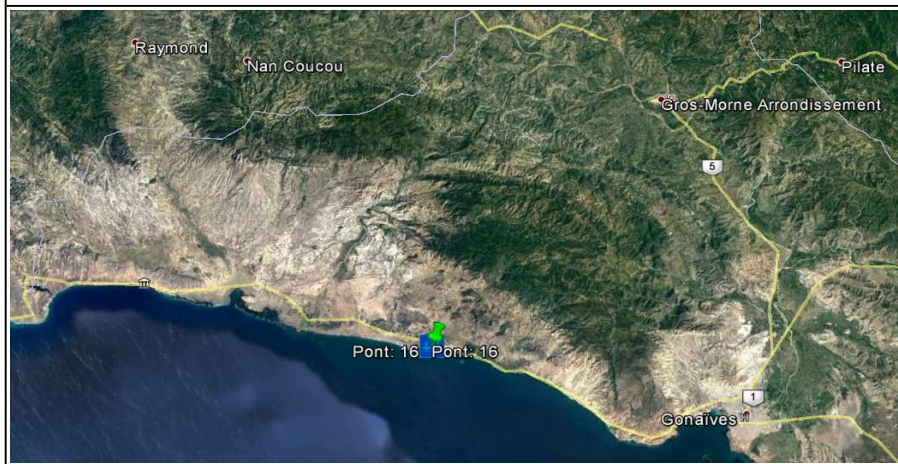 Raymond
Nan Coucou
Pilate
Gros-Morne Arrondissement
5
Pont: 16 Pont: 16
1
Gonaïves